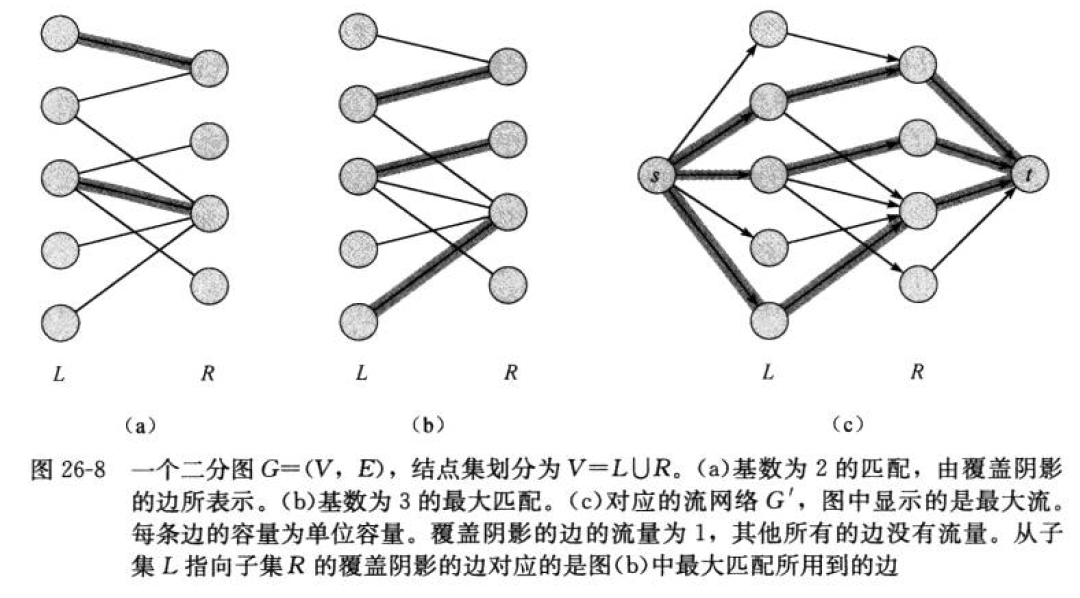 s
t
L
R
L
R
L
R
(a)
(b)
(c)
图 26-8 一个二分图 G=(V, E), 结点集划分为 V=L∪R。(a)基数为 2 的匹配, 由覆盖阴影
的边所表示。(b)基数为 3 的最大匹配。(c)对应的流网络 G′, 图中显示的是最大流。
每条边的容量为单位容量。覆盖阴影的边的流量为 1, 其他所有的边没有流量。从子
集 L 指向子集 R 的覆盖阴影的边对应的是图(b)中最大匹配所用到的边